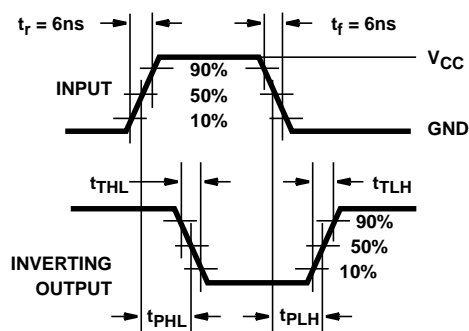 tr = 6ns
tf = 6ns
VCC
90%
INPUT
50%
10%
GND
tTHL
tTLH
90%
50%
INVERTING
OUTPUT
10%
tPHL
tPLH